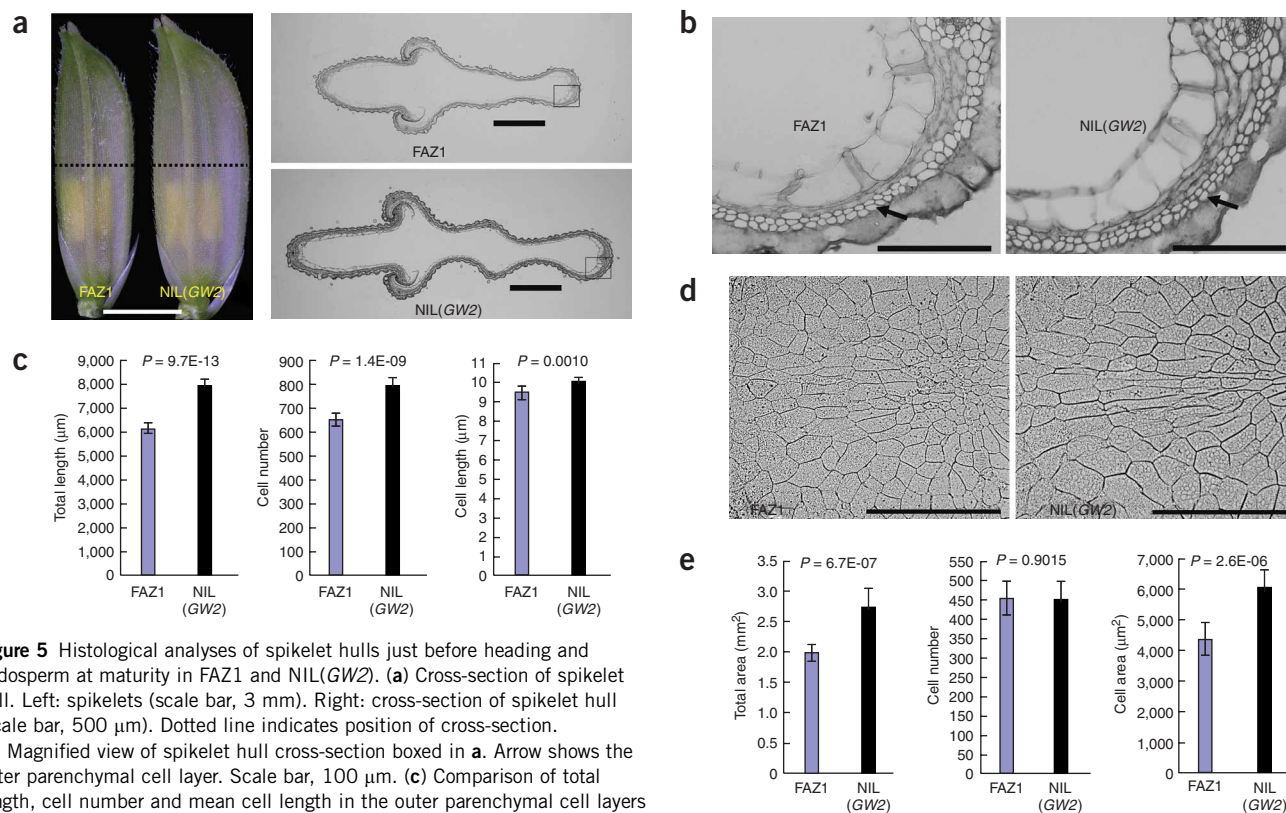 a
FAZ1
NIL(GW2)
FAZ1
NIL(GW2)
b
FAZ1
NIL(GW2)
c
P = 9.7E-13
Total length (µm)
9,000
8,000
7,000
6,000
5,000
4,000
3,000
2,000
1,000
0
FAZ1
NIL
(GW2)
P = 1.4E-09
Cell number
900
800
700
600
500
400
300
200
100
0
FAZ1
NIL
(GW2)
P = 0.0010
Cell length (µm)
11
10
9
8
7
6
5
4
3
2
1
0
FAZ1
NIL
(GW2)
d
FAZ1
NIL(GW2)
e
P = 6.7E-07
Total area (mm²)
3.5
3.0
2.5
2.0
1.5
1.0
0.5
0
FAZ1
NIL
(GW2)
P = 0.9015
Cell number
550
500
450
400
350
300
250
200
150
100
50
0
FAZ1
NIL
(GW2)
P = 2.6E-06
Cell area (µm²)
7,000
6,000
5,000
4,000
3,000
2,000
1,000
0
FAZ1
NIL
(GW2)
gure 5 Histological analyses of spikelet hulls just before heading and
dosperm at maturity in FAZ1 and NIL(GW2). (a) Cross-section of spikelet
ll. Left: spikelets (scale bar, 3 mm). Right: cross-section of spikelet hull
cale bar, 500 µm). Dotted line indicates position of cross-section.
Magnified view of spikelet hull cross-section boxed in a. Arrow shows the
ter parenchymal cell layer. Scale bar, 100 µm. (c) Comparison of total
ngth, cell number and mean cell length in the outer parenchymal cell layers